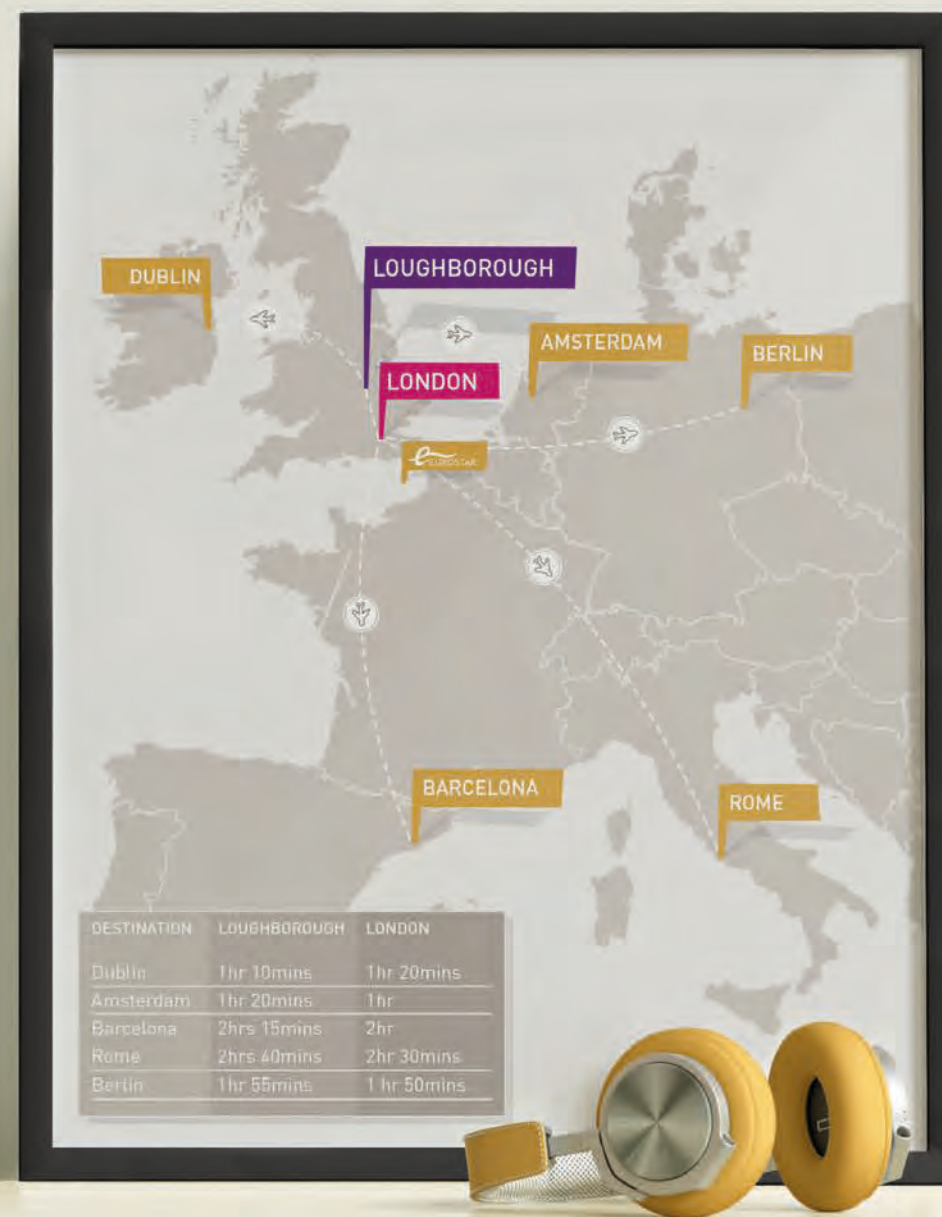 DUBLIN
LOUGHBOROUGH
AMSTERDAM
BERLIN
LONDON
EUROSTAR
BARCELONA
ROME
DESTINATION LOUGHBOROUGH LONDON
Dublin 1hr 10mins 1hr 20mins
Amsterdam 1hr 20mins 1hr
Barcelona 2hrs 15mins 2hr
Rome 2hrs 40mins 2hr 30mins
Berlin 1hr 55mins 1 hr 50mins